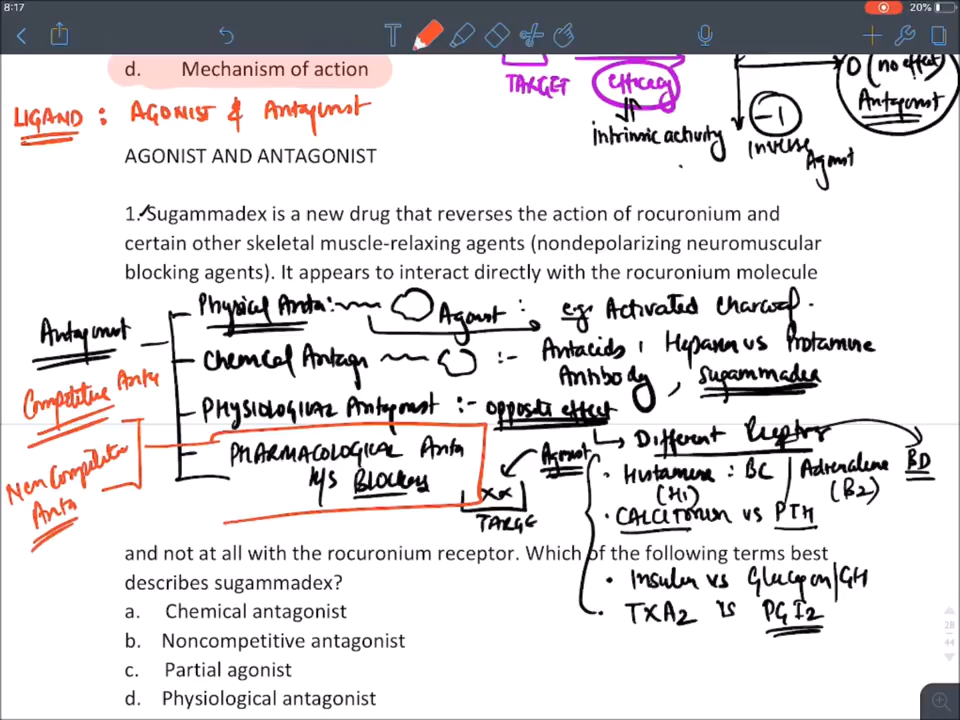 8:17
20%
d. Mechanism of action
TARGET efficacy
0 (no effect)
Antagonist
LIGAND : AGONIST & Antagonist
intrinsic activity
-1
Inverse Agonist
AGONIST AND ANTAGONIST
1. Sugammadex is a new drug that reverses the action of rocuronium and
certain other skeletal muscle-relaxing agents (nondepolarizing neuromuscular
blocking agents). It appears to interact directly with the rocuronium molecule
Antagonist
Physical Anta : Agonist : eg Activated Charcoal.
Chemical Antagn :- Antacids, Heparin vs Protamine
Antibody, Sugammadex
Competitive Anta
PHYSIOLOGICAL Antagonist :- opposite effect
Different Receptor
Non Competitive Anta
PHARMACOLOGICAL Anta
Blockers
Agonist
xx
TARGE
Histamine : BC / Adrenaline BD
(H1) (B2)
• CALCITONIN vs PTH
• Insulin vs Glucagon/GH
• TXA2 vs PGI2
and not at all with the rocuronium receptor. Which of the following terms best
describes sugammadex?
a. Chemical antagonist
b. Noncompetitive antagonist
c. Partial agonist
d. Physiological antagonist
28
44